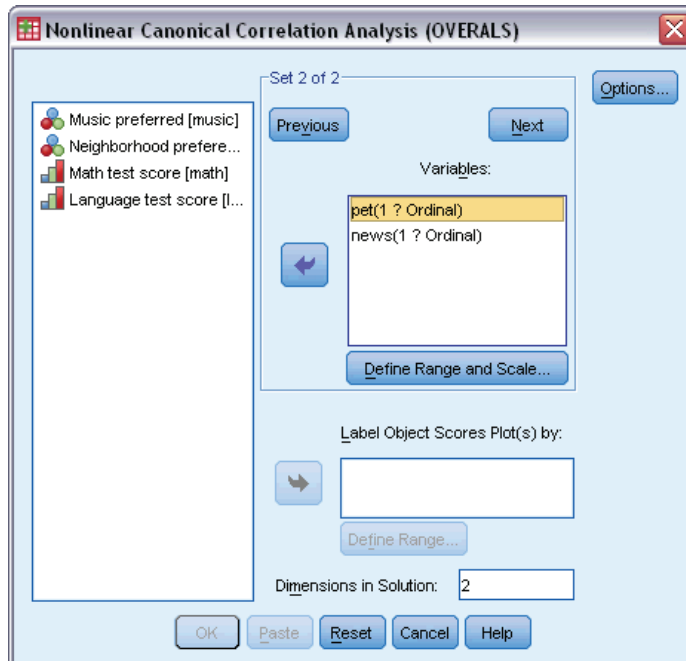 Nonlinear Canonical Correlation Analysis (OVERALS)
Set 2 of 2
Options...
Music preferred [music]
Neighborhood prefere...
Math test score [math]
Language test score [l...
Previous
Next
Variables:
pet(1 ? Ordinal)
news(1 ? Ordinal)
Define Range and Scale...
Label Object Scores Plot(s) by:
Define Range...
Dimensions in Solution:
2
OK
Paste
Reset
Cancel
Help